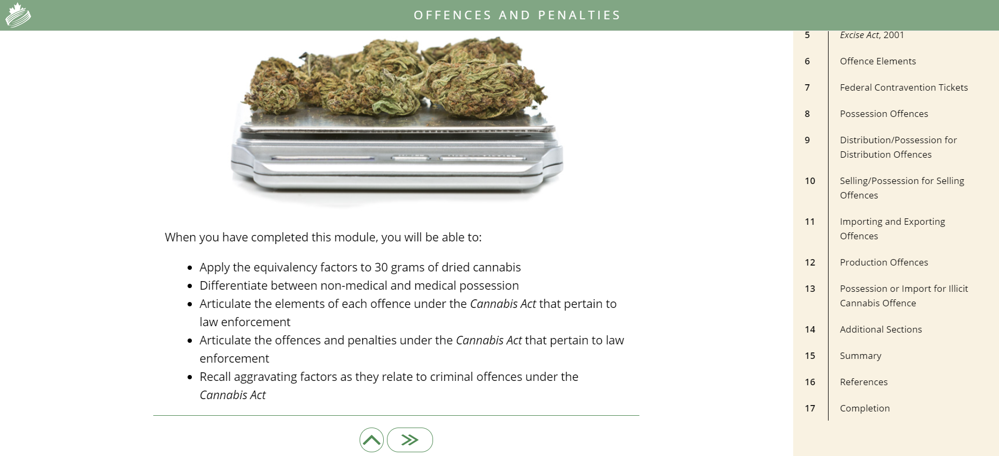 OFFENCES AND PENALTIES
When you have completed this module, you will be able to:
• Apply the equivalency factors to 30 grams of dried cannabis
• Differentiate between non-medical and medical possession
• Articulate the elements of each offence under the Cannabis Act that pertain to
law enforcement
• Articulate the offences and penalties under the Cannabis Act that pertain to law
enforcement
• Recall aggravating factors as they relate to criminal offences under the
Cannabis Act
5 Excise Act, 2001
6 Offence Elements
7 Federal Contravention Tickets
8 Possession Offences
9 Distribution/Possession for
Distribution Offences
10 Selling/Possession for Selling
Offences
11 Importing and Exporting
Offences
12 Production Offences
13 Possession or Import for Illicit
Cannabis Offence
14 Additional Sections
15 Summary
16 References
17 Completion